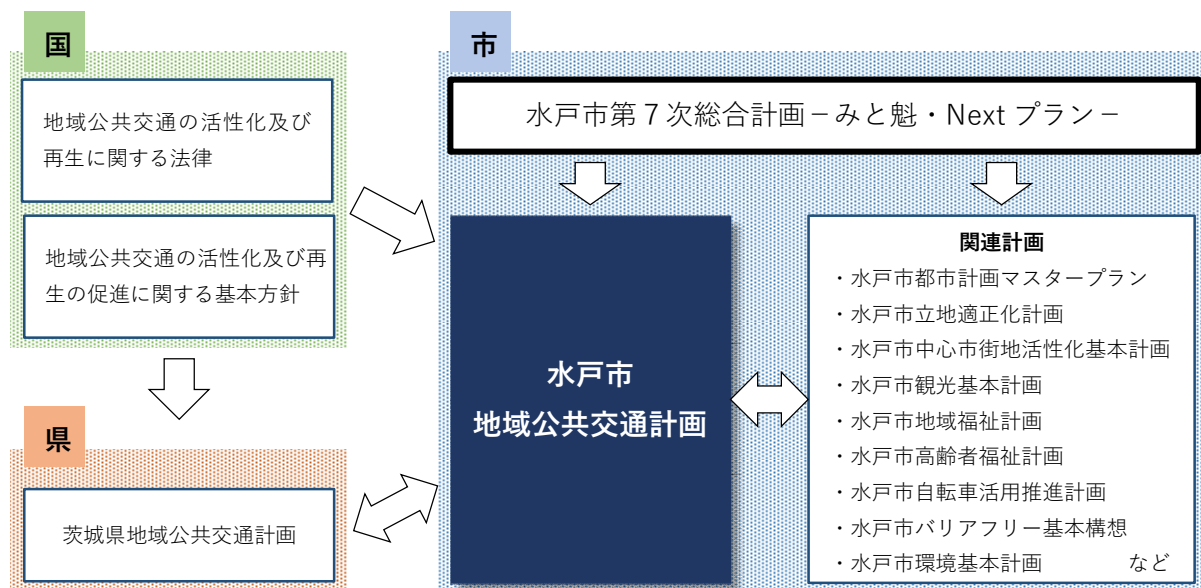 国
地域公共交通の活性化及び
再生に関する法律
地域公共交通の活性化及び再
生の促進に関する基本方針
県
茨城県地域公共交通計画
市
水戸市第７次総合計画－みと魁・Next プラン－
水戸市
地域公共交通計画
関連計画
・水戸市都市計画マスタープラン
・水戸市立地適正化計画
・水戸市中心市街地活性化基本計画
・水戸市観光基本計画
・水戸市地域福祉計画
・水戸市高齢者福祉計画
・水戸市自転車活用推進計画
・水戸市バリアフリー基本構想
・水戸市環境基本計画　　　　など